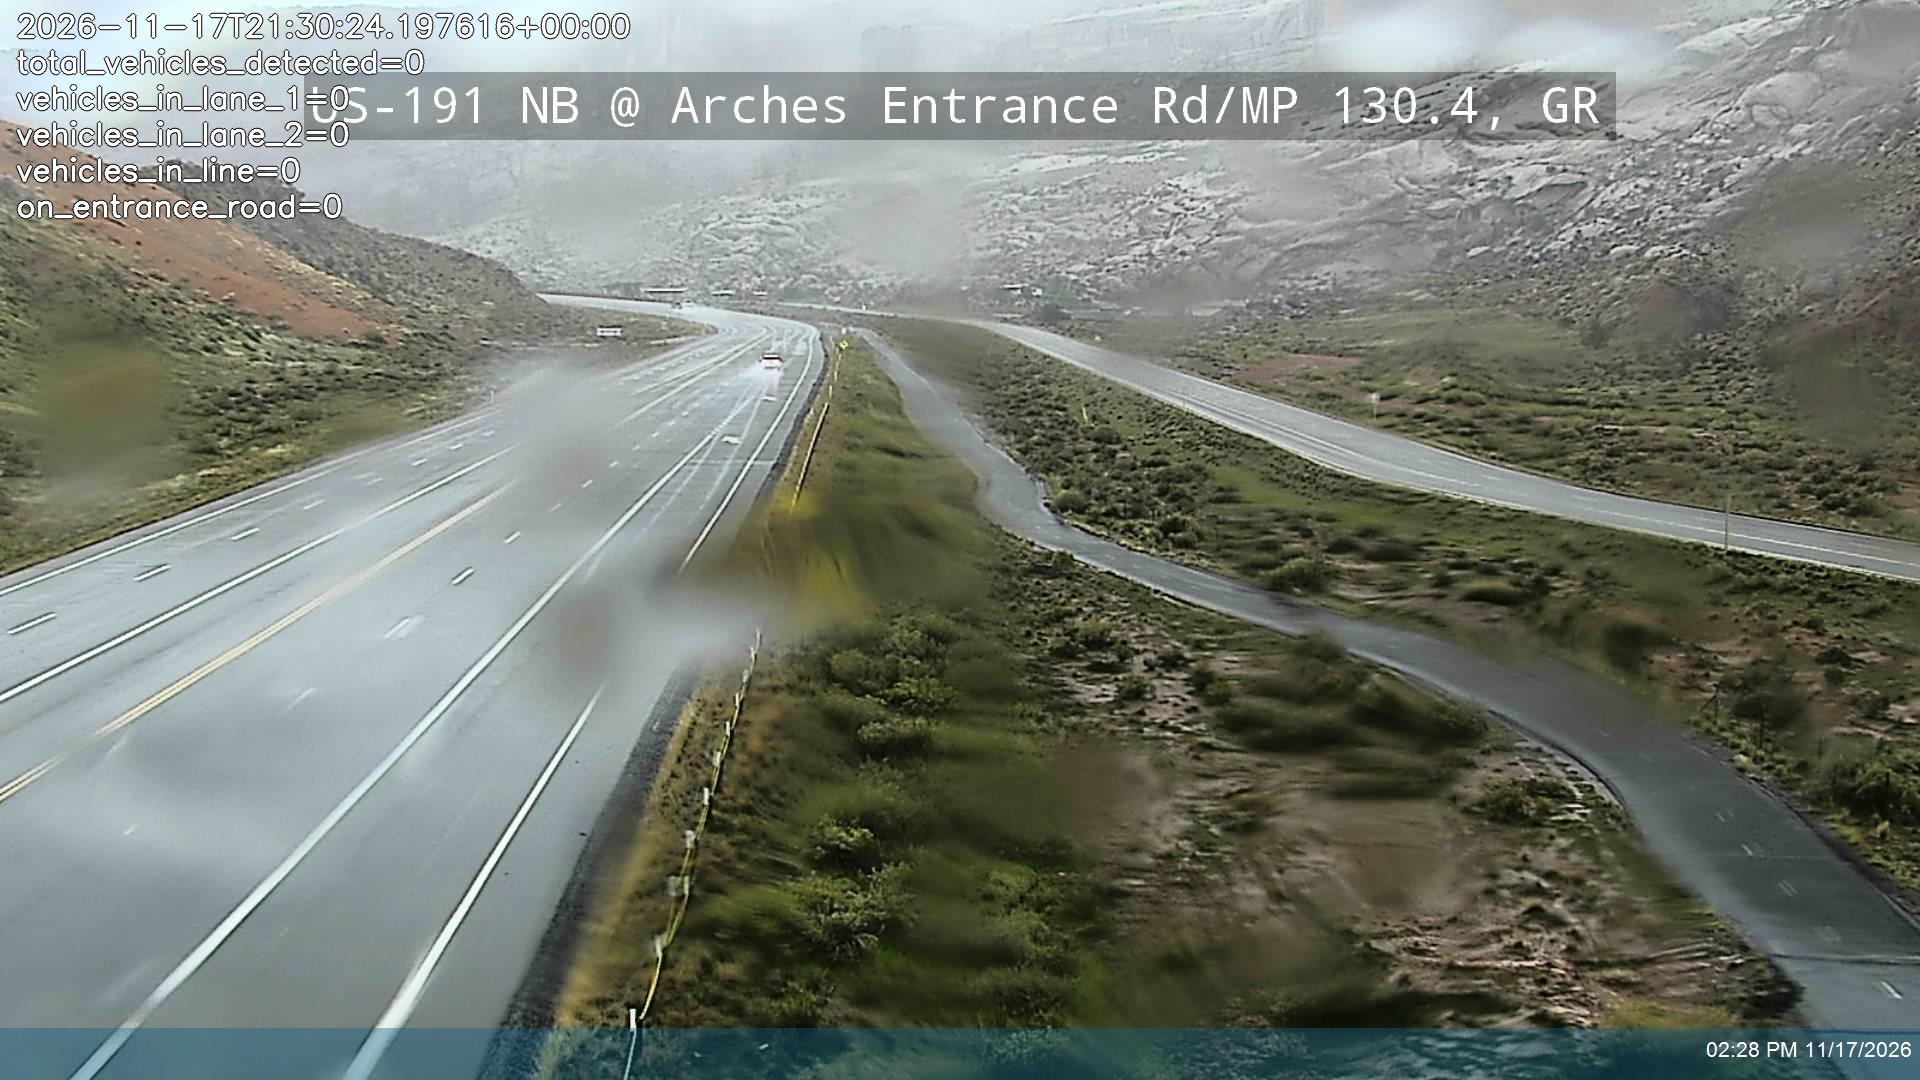 2026-11-17T21:30:24.197616+00:00
total_vehicles_detected=0
vehicles_in_lane_1=0
US-191 NB @ Arches Entrance Rd/MP 130.4, GR
vehicles_in_lane_2=0
vehicles_in_line=0
on_entrance_road=0
02:28 PM 11/17/2026